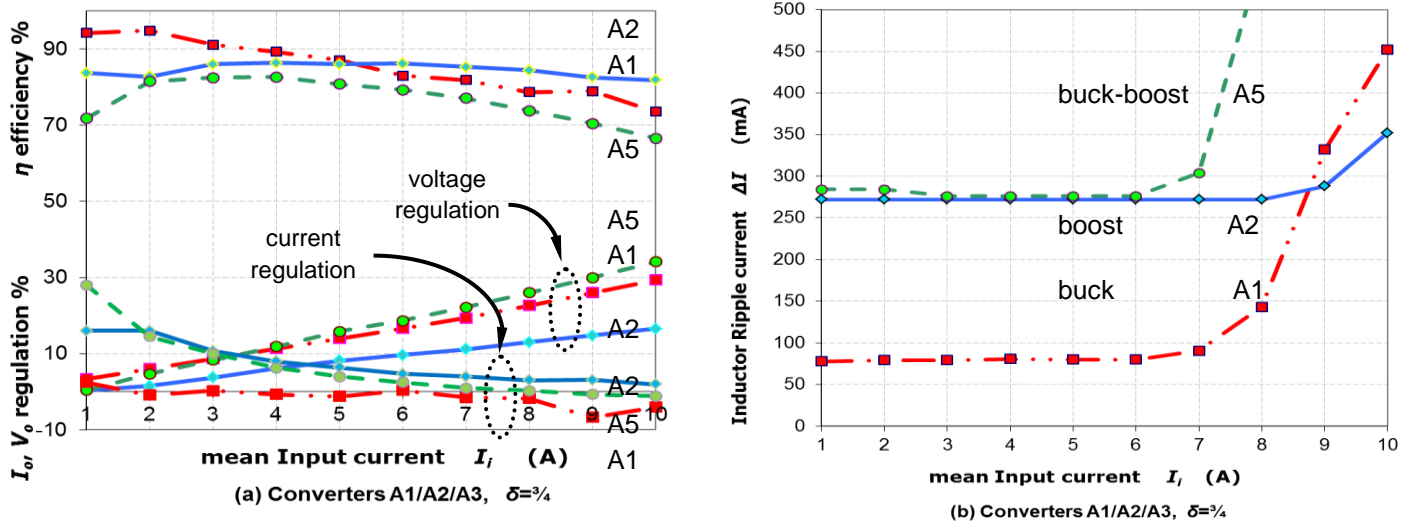 η efficiency %
I₀, V₀ regulation %
90
70
50
30
10
-10
1 2 3 4 5 6 7 8 9 10
A2
A1
A5
A5
A1
A2
A2
A5
A1
voltage
regulation
current
regulation
mean Input current Iᵢ (A)
(a) Converters A1/A2/A3, δ=¾
Inductor Ripple current ΔI (mA)
500
450
400
350
300
250
200
150
100
50
0
buck-boost A5
boost A2
buck A1
1 2 3 4 5 6 7 8 9 10
mean Input current Iᵢ (A)
(b) Converters A1/A2/A3, δ=¾